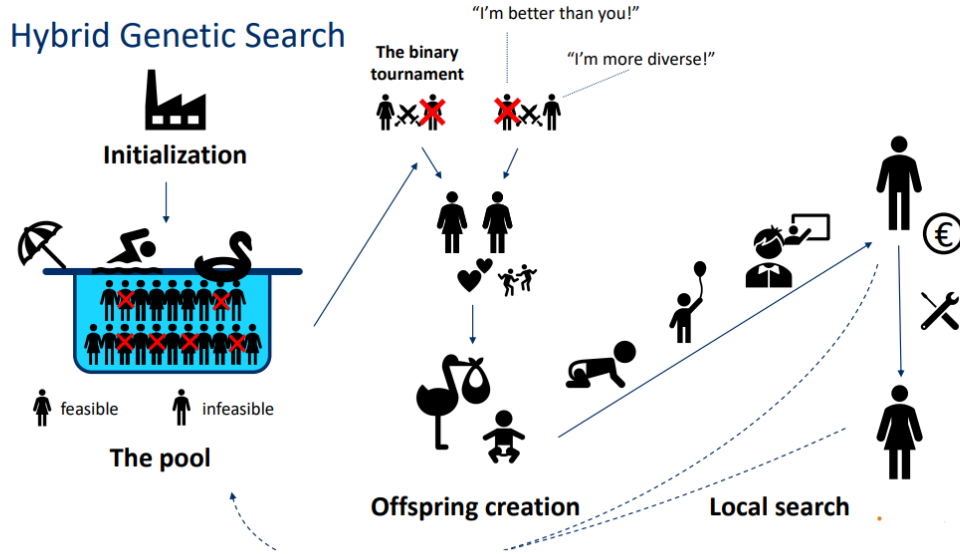 Hybrid Genetic Search
"I'm better than you!"
The binary
tournament
"I'm more diverse!"
Initialization
€
feasible
infeasible
The pool
Offspring creation
Local search